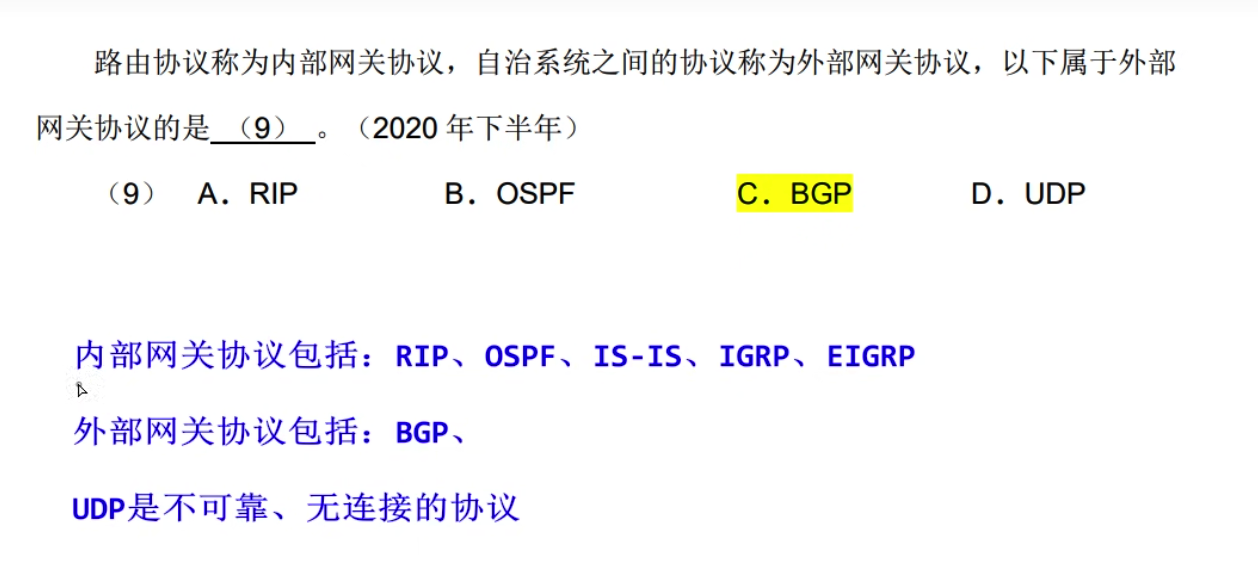 路由协议称为内部网关协议，自治系统之间的协议称为外部网关协议，以下属于外部
网关协议的是 （9） 。（2020 年下半年）
（9） A．RIP B．OSPF C．BGP D．UDP
内部网关协议包括：RIP、OSPF、IS-IS、IGRP、EIGRP
外部网关协议包括：BGP、
UDP是不可靠、无连接的协议